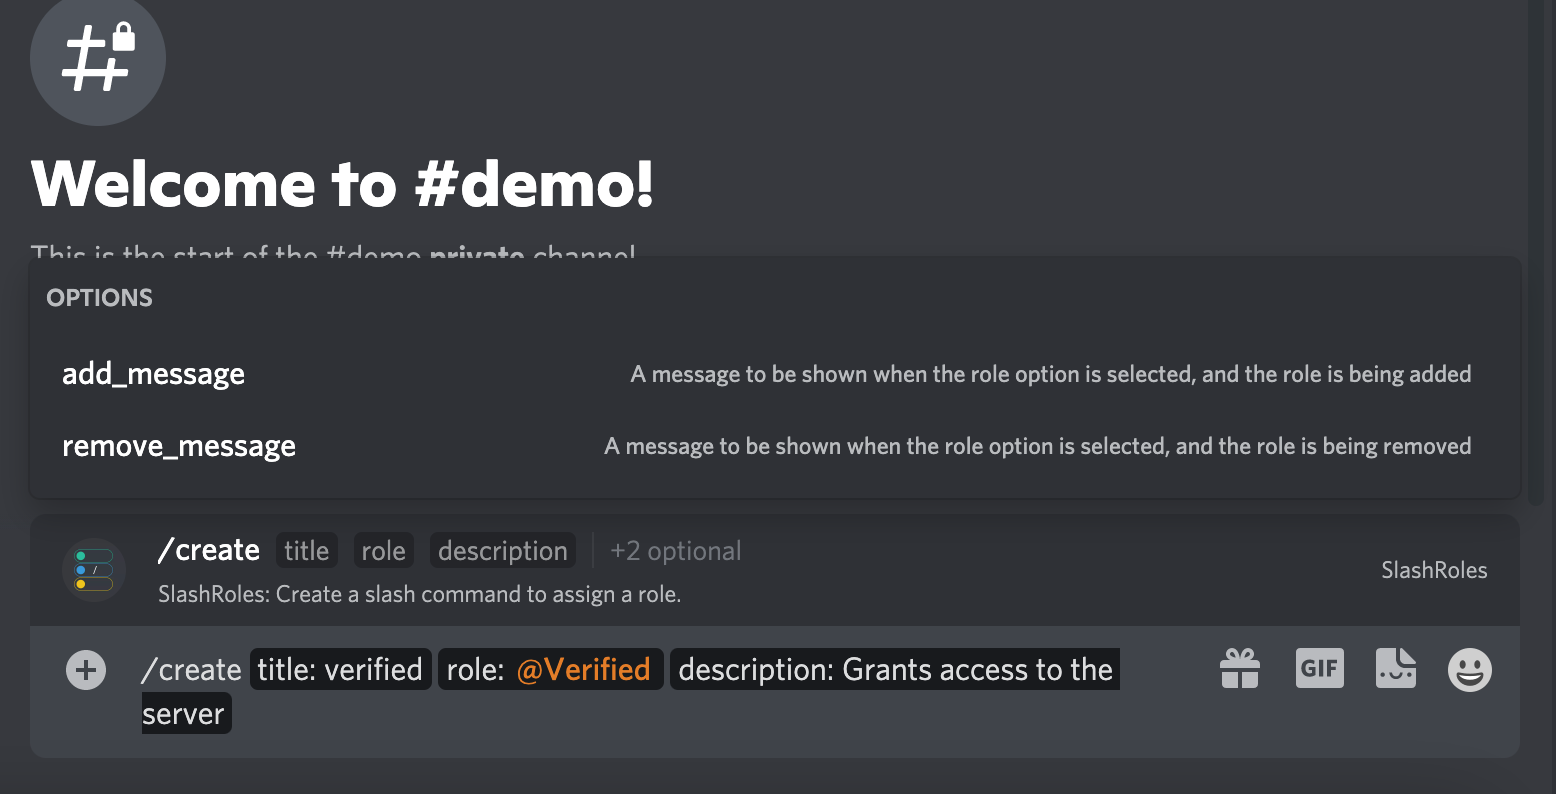 Welcome to #demo!
This is the start of the #demo private channel
OPTIONS
add_message A message to be shown when the role option is selected, and the role is being added
remove_message A message to be shown when the role option is selected, and the role is being removed
/create title role description +2 optional
SlashRoles: Create a slash command to assign a role.
SlashRoles
/create title: verified role: @Verified description: Grants access to the
server
GIF